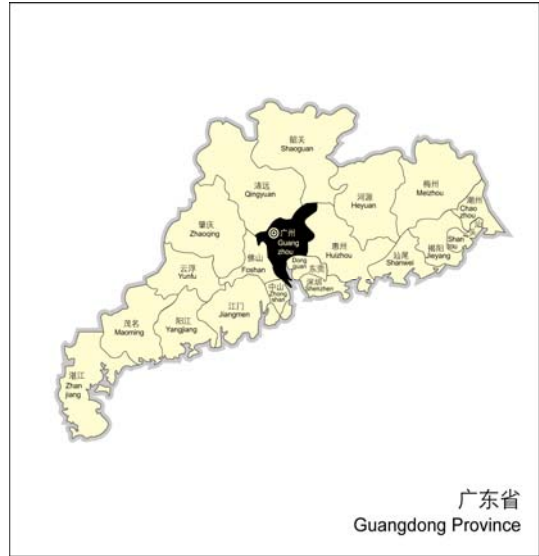 韶关
Shaoguan
清远
Qingyuan
河源
Heyuan
梅州
Meizhou
潮州
Chao
zhou
肇庆
Zhaoqing
广州
Guang
zhou
惠州
Huizhou
汕尾
Shanwei
揭阳
Jieyang
Shan
tou
云浮
Yunfu
佛山
Foshan
Dong
guan
东莞
深圳
Shenzhen
中山
Zhong
shan
江门
Jiangmen
阳江
Yangjiang
茂名
Maoming
湛江
Zhan
jiang
广东省
Guangdong Province